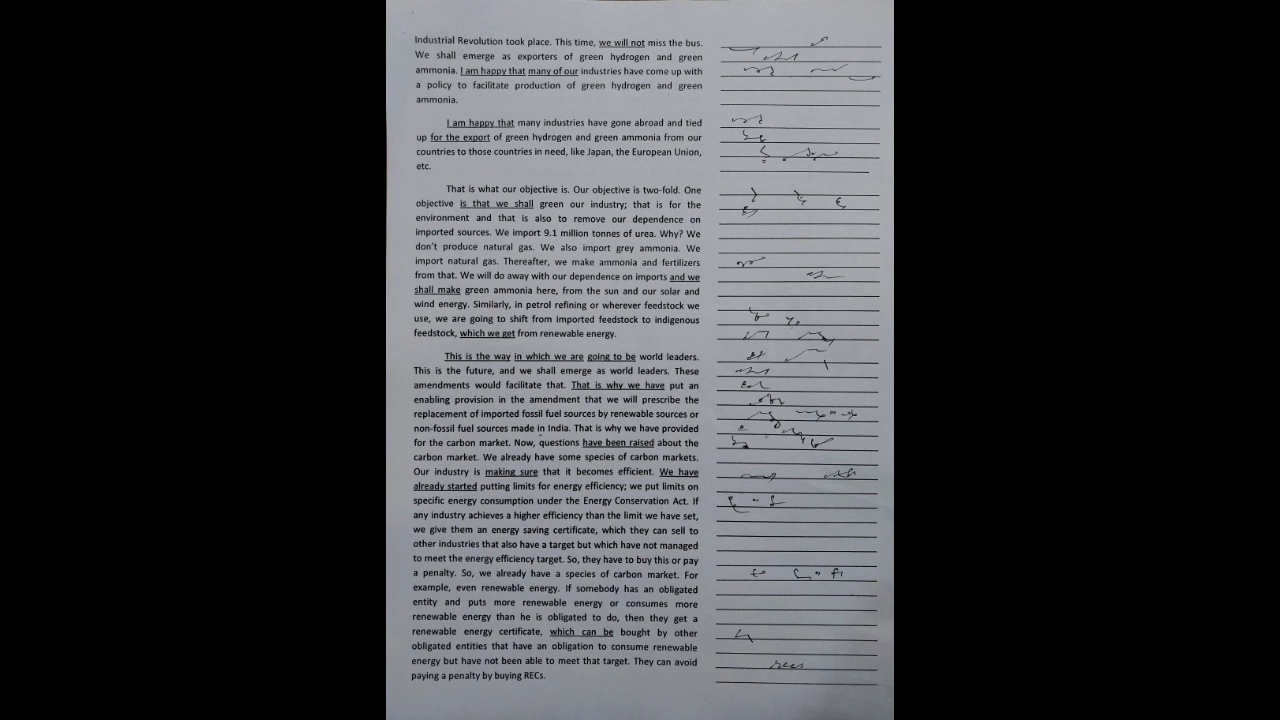 Industrial Revolution took place. This time, we will not miss the bus.
We shall emerge as exporters of green hydrogen and green
ammonia. I am happy that many of our industries have come up with
a policy to facilitate production of green hydrogen and green
ammonia.
I am happy that many industries have gone abroad and tied
up for the export of green hydrogen and green ammonia from our
countries to those countries in need, like Japan, the European Union,
etc.
That is what our objective is. Our objective is two-fold. One
objective is that we shall green our industry; that is for the
environment and that is also to remove our dependence on
imported sources. We import 9.1 million tonnes of urea. Why? We
don't produce natural gas. We also import grey ammonia. We
import natural gas. Thereafter, we make ammonia and fertilizers
from that. We will do away with our dependence on imports and we
shall make green ammonia here, from the sun and our solar and
wind energy. Similarly, in petrol refining or wherever feedstock we
use, we are going to shift from imported feedstock to indigenous
feedstock, which we get from renewable energy.
This is the way in which we are going to be world leaders.
This is the future, and we shall emerge as world leaders. These
amendments would facilitate that. That is why we have put an
enabling provision in the amendment that we will prescribe the
replacement of imported fossil fuel sources by renewable sources or
non-fossil fuel sources made in India. That is why we have provided
for the carbon market. Now, questions have been raised about the
carbon market. We already have some species of carbon markets.
Our industry is making sure that it becomes efficient. We have
already started putting limits for energy efficiency; we put limits on
specific energy consumption under the Energy Conservation Act. If
any industry achieves a higher efficiency than the limit we have set,
we give them an energy saving certificate, which they can sell to
other industries that also have a target but which have not managed
to meet the energy efficiency target. So, they have to buy this or pay
a penalty. So, we already have a species of carbon market. For
example, even renewable energy. If somebody has an obligated
entity and puts more renewable energy or consumes more
renewable energy than he is obligated to do, then they get a
renewable energy certificate, which can be bought by other
obligated entities that have an obligation to consume renewable
energy but have not been able to meet that target. They can avoid
paying a penalty by buying RECs.